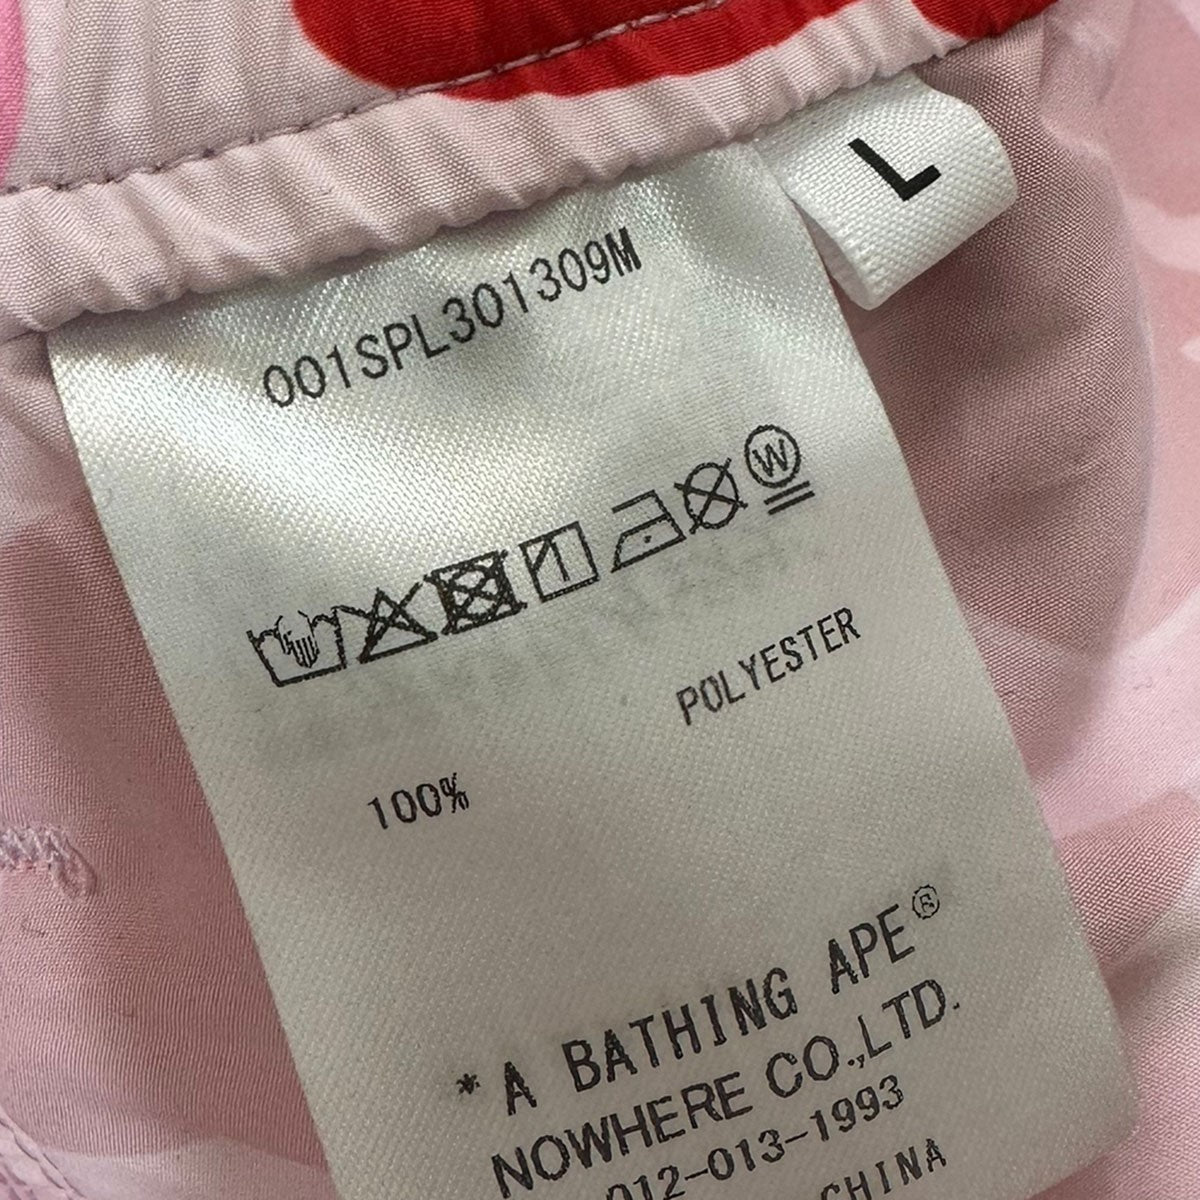 L
001SPL301309M
W
POLYESTER
100%
*A BATHING APE®
NOWHERE CO.,LTD.
012-013-1993
CHINA